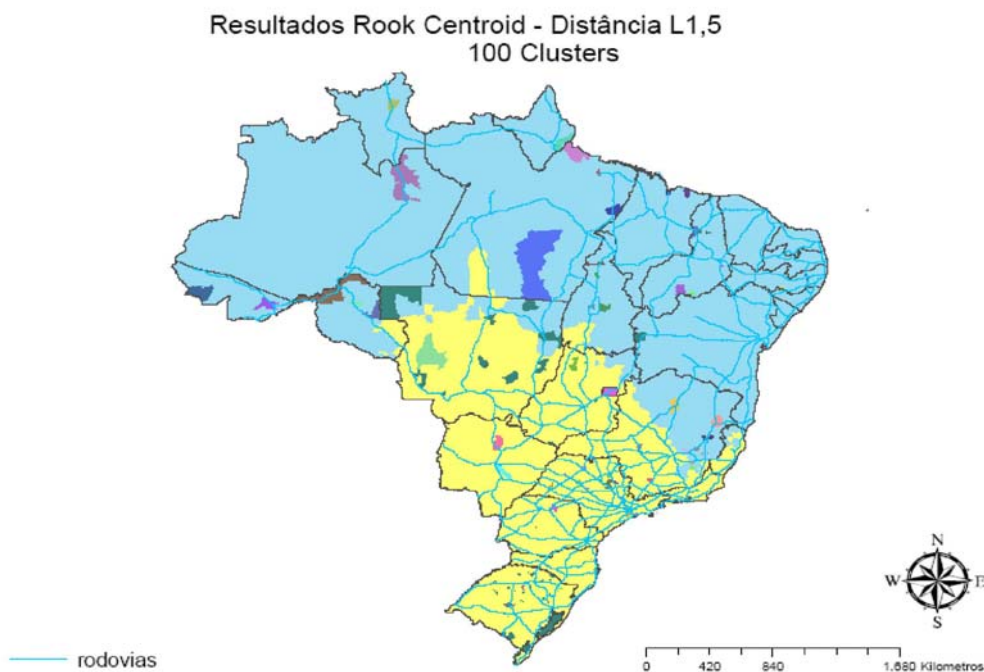 Resultados Rook Centroid - Distância L1,5
100 Clusters
N
W
E
S
rodovias
0 420 840 1.680 Kilometros